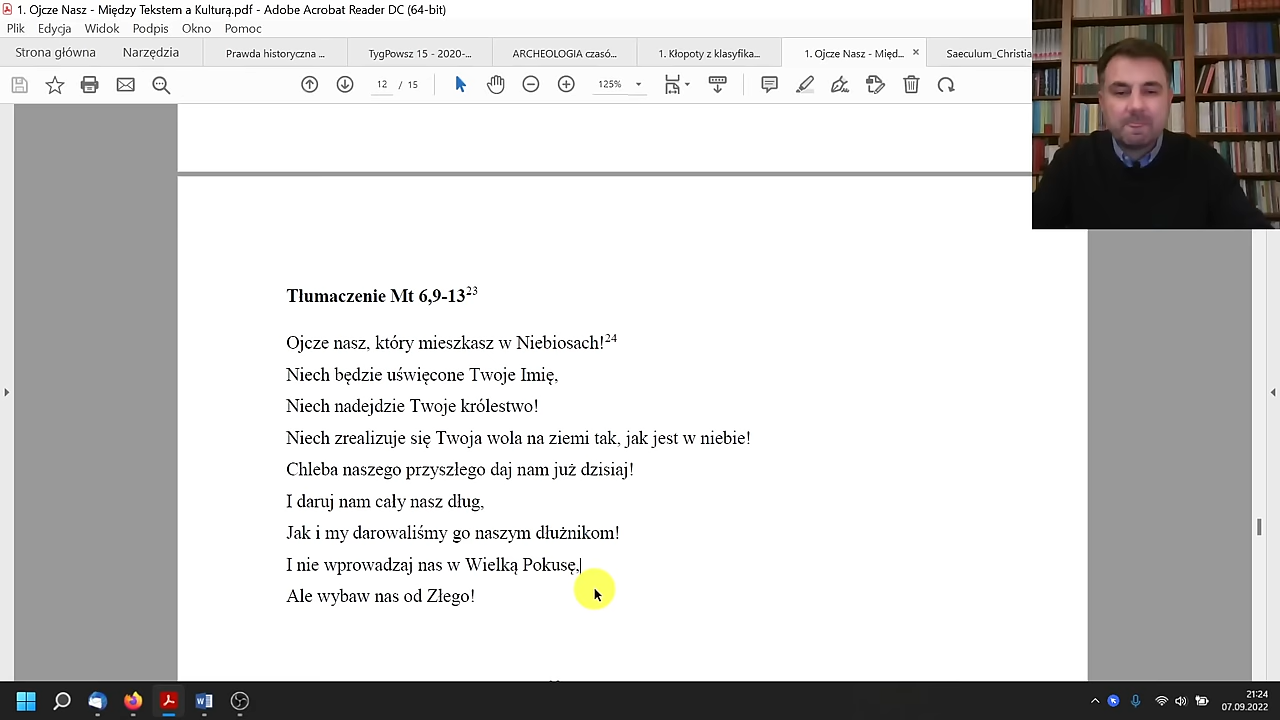 1. Ojcze Nasz - Między Tekstem a Kulturą.pdf - Adobe Acrobat Reader DC (64-bit)
Plik Edycja Widok Podpis Okno Pomoc
Strona główna Narzędzia Prawda historyczna ... TygPowsz 15 - 2020-... ARCHEOLOGIA czasó... 1. Kłopoty z klasyfika... 1. Ojcze Nasz - Międ... × Saeculum_Christia
12 / 15 125%
Tłumaczenie Mt 6,9-13²³
Ojcze nasz, który mieszkasz w Niebiosach!²⁴
Niech będzie uświęcone Twoje Imię,
Niech nadejdzie Twoje królestwo!
Niech zrealizuje się Twoja wola na ziemi tak, jak jest w niebie!
Chleba naszego przyszłego daj nam już dzisiaj!
I daruj nam cały nasz dług,
Jak i my darowaliśmy go naszym dłużnikom!
I nie wprowadzaj nas w Wielką Pokusę,
Ale wybaw nas od Złego!
21:24
07.09.2022